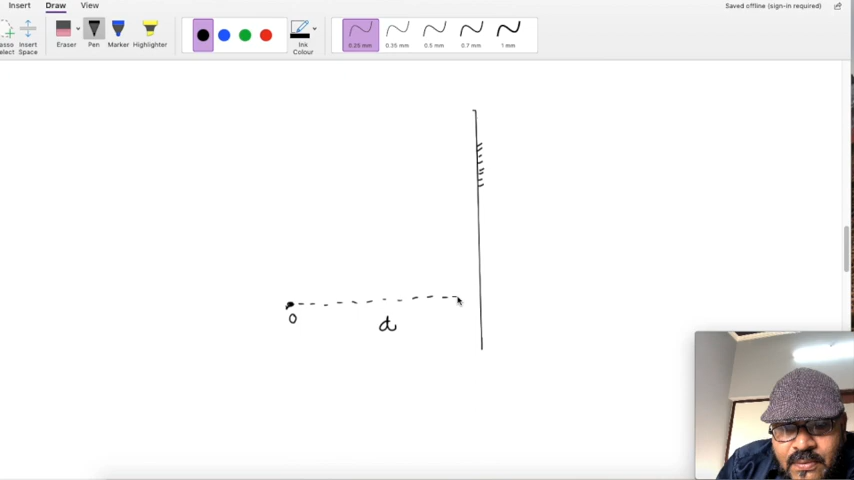 Insert Draw View Saved offline (sign-in required)
asso Select
Insert Space
Eraser
Pen
Marker
Highlighter
Ink Colour
0.25 mm
0.35 mm
0.5 mm
0.7 mm
1 mm
O
d